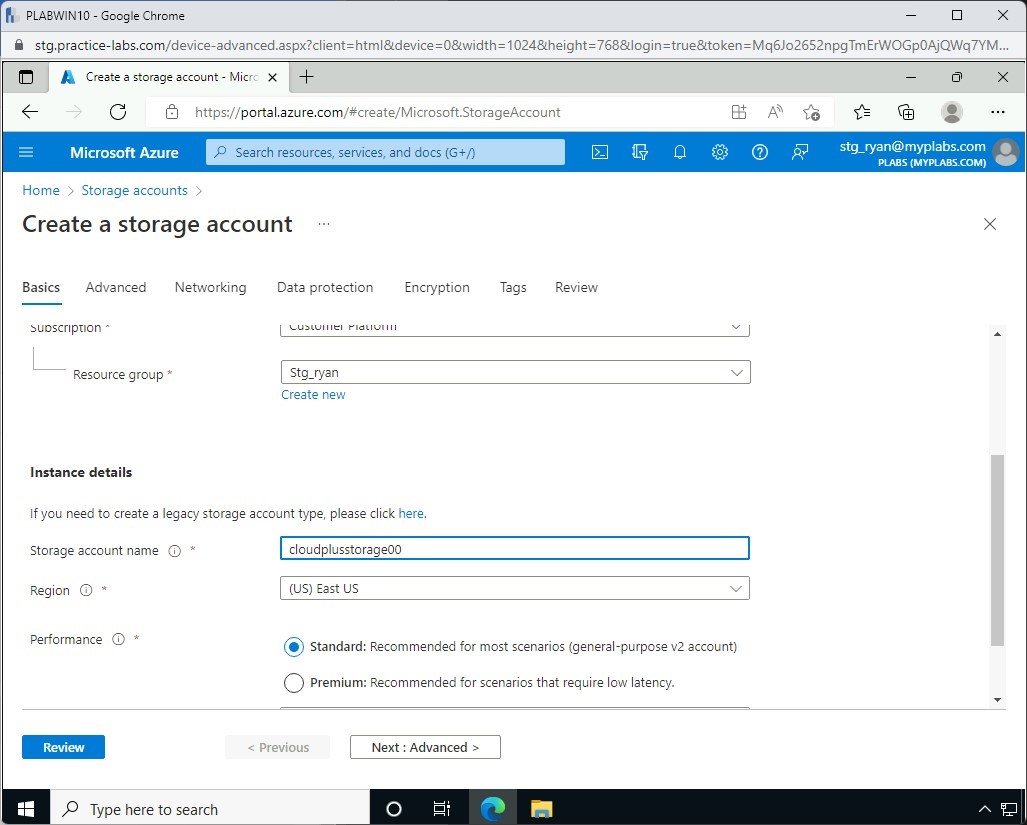 PLABWIN10 - Google Chrome
stg.practice-labs.com/device-advanced.aspx?client=html&device=0&width=1024&height=768&login=true&token=Mq6Jo2652npgTmErWOGp0AjQWq7YM...
Create a storage account - Micro
https://portal.azure.com/#create/Microsoft.StorageAccount
Microsoft Azure
Search resources, services, and docs (G+/)
stg_ryan@myplabs.com
PLABS (MYPLABS.COM)
Home > Storage accounts >
Create a storage account ...
Basics Advanced Networking Data protection Encryption Tags Review
Subscription * Customer Platform
Resource group * Stg_ryan
Create new
Instance details
If you need to create a legacy storage account type, please click here.
Storage account name * cloudplusstorage00
Region * (US) East US
Performance * Standard: Recommended for most scenarios (general-purpose v2 account)
Premium: Recommended for scenarios that require low latency.
Review < Previous Next : Advanced >
Type here to search